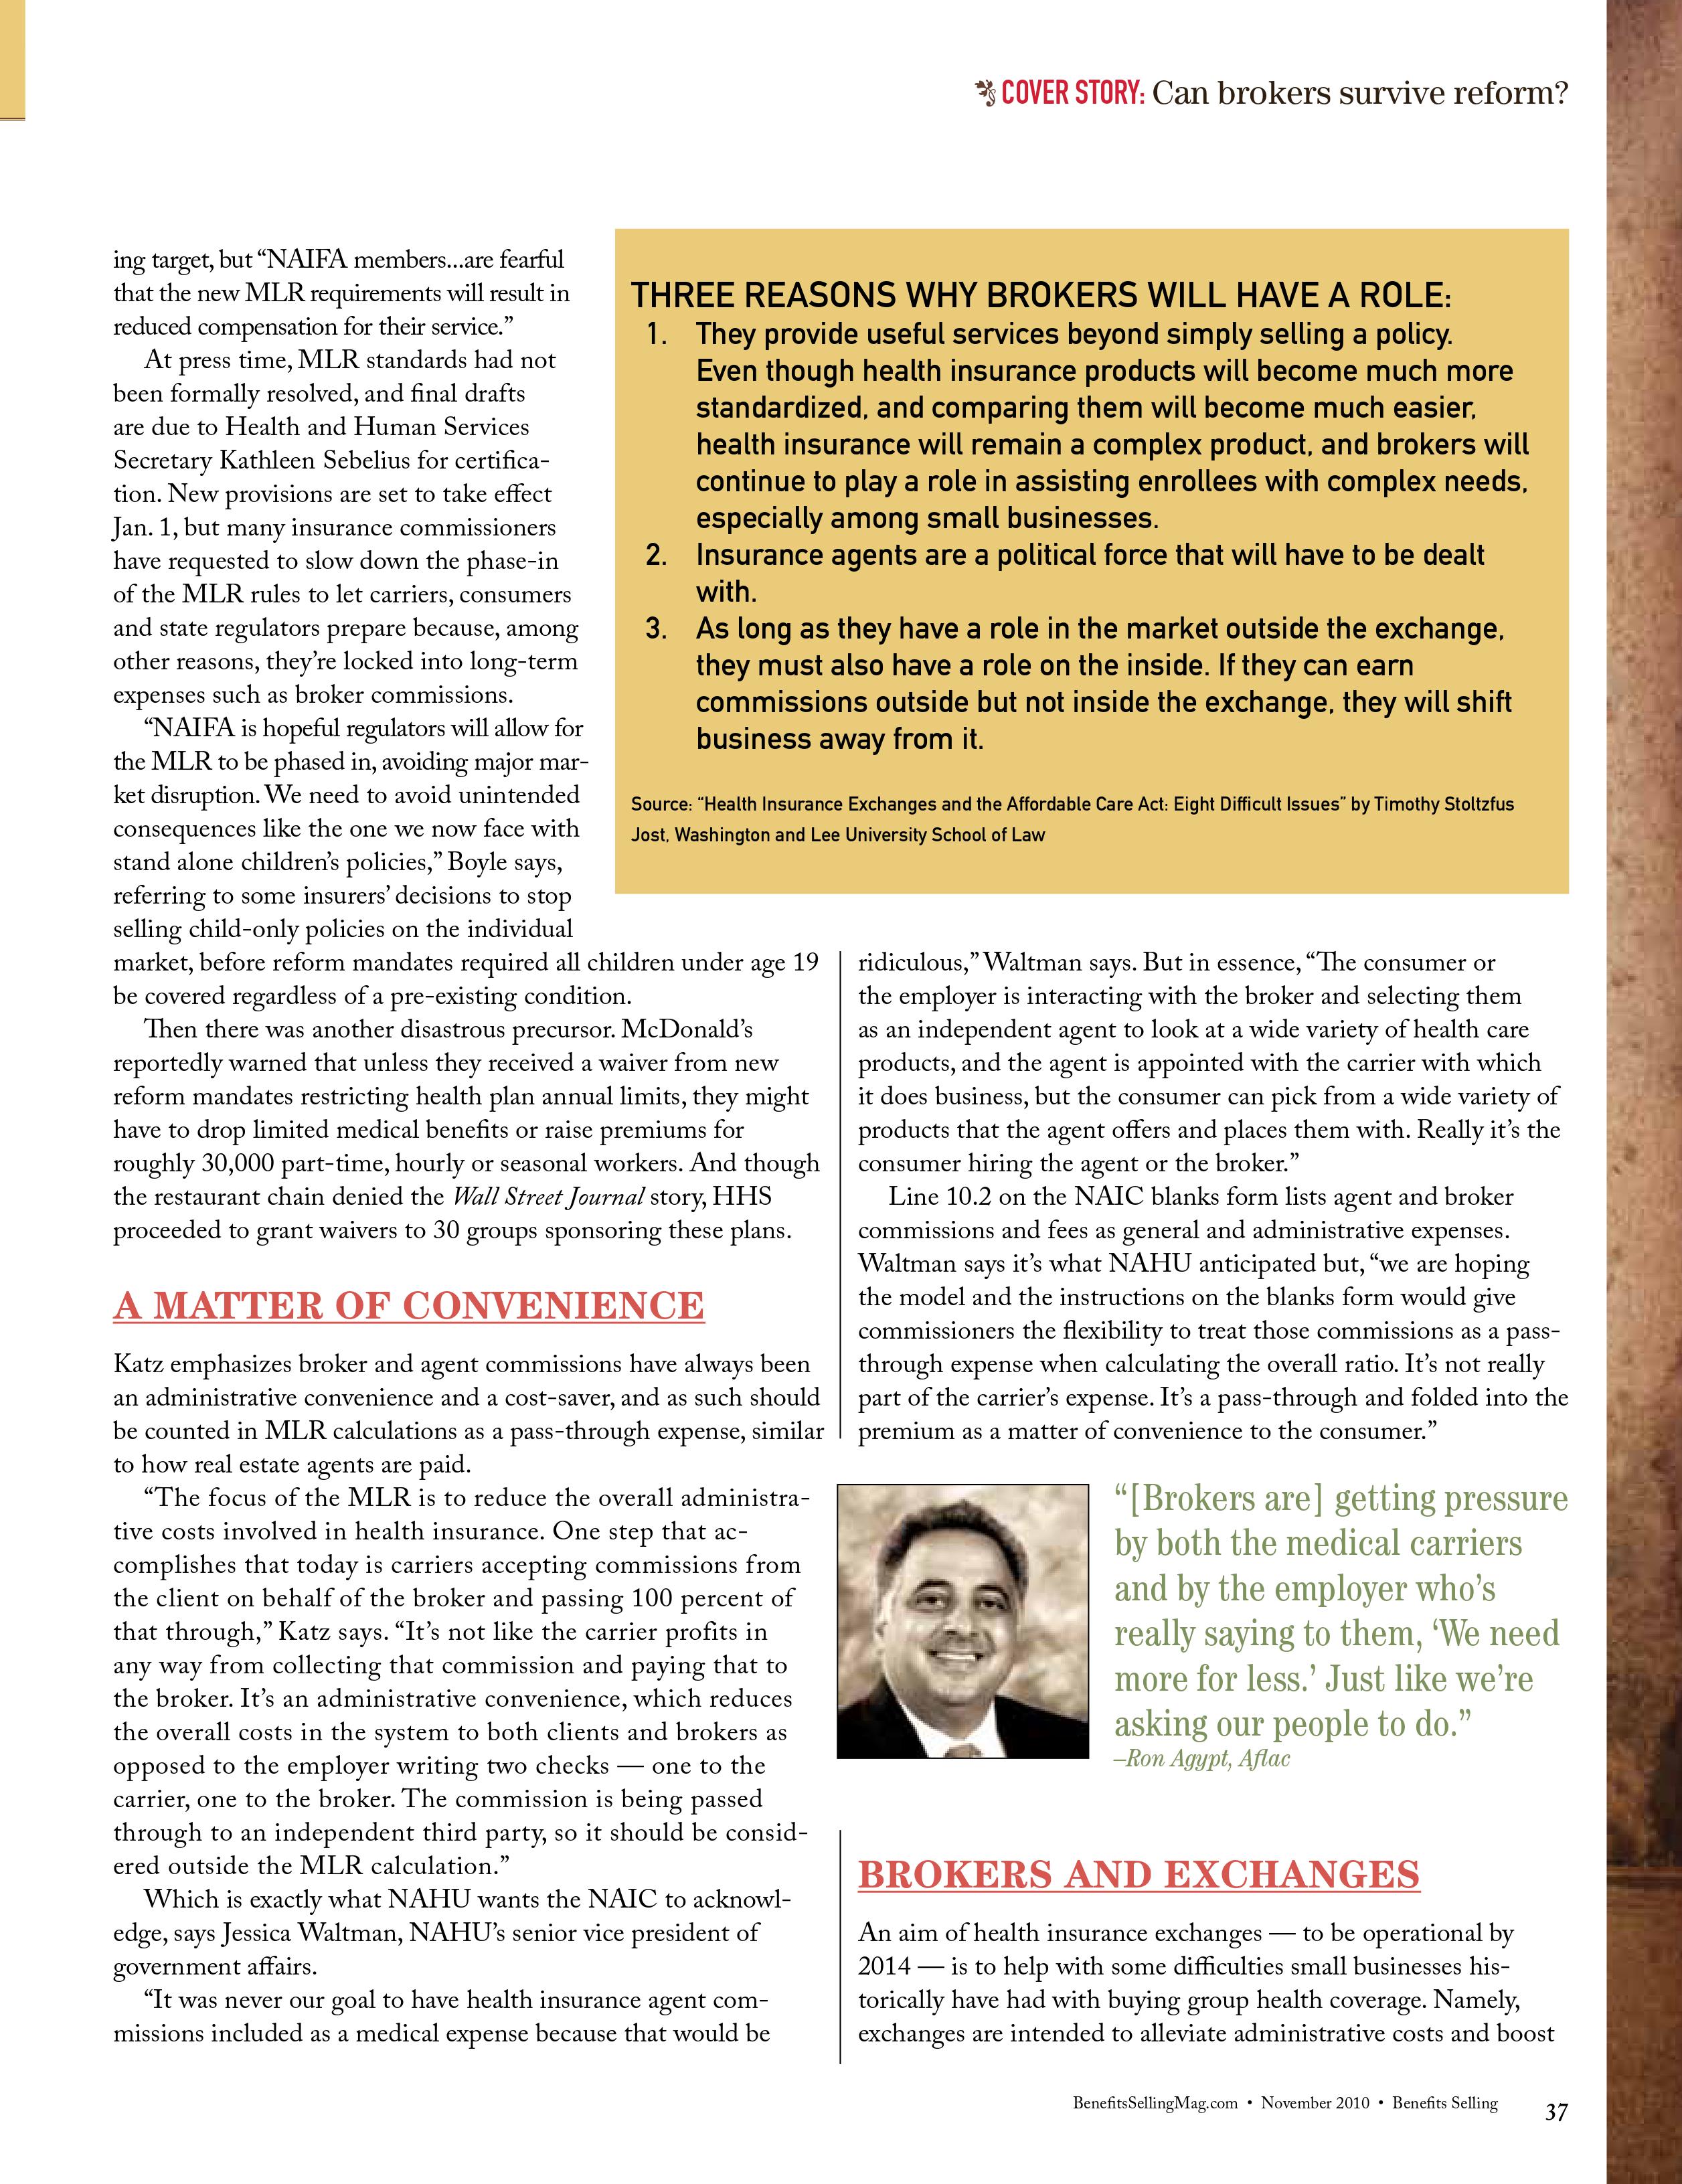 COVER STORY: Can brokers survive reform?
ing target, but “NAIFA members...are fearful
that the new MLR requirements will result in
reduced compensation for their service.”
At press time, MLR standards had not
been formally resolved, and final drafts
are due to Health and Human Services
Secretary Kathleen Sebelius for certifica-
tion. New provisions are set to take effect
Jan. 1, but many insurance commissioners
have requested to slow down the phase-in
of the MLR rules to let carriers, consumers
and state regulators prepare because, among
other reasons, they’re locked into long-term
expenses such as broker commissions.
“NAIFA is hopeful regulators will allow for
the MLR to be phased in, avoiding major mar-
ket disruption. We need to avoid unintended
consequences like the one we now face with
stand alone children’s policies,” Boyle says,
referring to some insurers’ decisions to stop
selling child-only policies on the individual
market, before reform mandates required all children under age 19
be covered regardless of a pre-existing condition.
Then there was another disastrous precursor. McDonald’s
reportedly warned that unless they received a waiver from new
reform mandates restricting health plan annual limits, they might
have to drop limited medical benefits or raise premiums for
roughly 30,000 part-time, hourly or seasonal workers. And though
the restaurant chain denied the Wall Street Journal story, HHS
proceeded to grant waivers to 30 groups sponsoring these plans.
A MATTER OF CONVENIENCE
Katz emphasizes broker and agent commissions have always been
an administrative convenience and a cost-saver, and as such should
be counted in MLR calculations as a pass-through expense, similar
to how real estate agents are paid.
“The focus of the MLR is to reduce the overall administra-
tive costs involved in health insurance. One step that ac-
complishes that today is carriers accepting commissions from
the client on behalf of the broker and passing 100 percent of
that through,” Katz says. “It’s not like the carrier profits in
any way from collecting that commission and paying that to
the broker. It’s an administrative convenience, which reduces
the overall costs in the system to both clients and brokers as
opposed to the employer writing two checks — one to the
carrier, one to the broker. The commission is being passed
through to an independent third party, so it should be consid-
ered outside the MLR calculation.”
Which is exactly what NAHU wants the NAIC to acknowl-
edge, says Jessica Waltman, NAHU’s senior vice president of
government affairs.
“It was never our goal to have health insurance agent com-
missions included as a medical expense because that would be
THREE REASONS WHY BROKERS WILL HAVE A ROLE:
1. They provide useful services beyond simply selling a policy.
Even though health insurance products will become much more
standardized, and comparing them will become much easier,
health insurance will remain a complex product, and brokers will
continue to play a role in assisting enrollees with complex needs,
especially among small businesses.
2. Insurance agents are a political force that will have to be dealt
with.
3. As long as they have a role in the market outside the exchange,
they must also have a role on the inside. If they can earn
commissions outside but not inside the exchange, they will shift
business away from it.
Source: “Health Insurance Exchanges and the Affordable Care Act: Eight Difficult Issues” by Timothy Stoltzfus
Jost, Washington and Lee University School of Law
ridiculous,” Waltman says. But in essence, “The consumer or
the employer is interacting with the broker and selecting them
as an independent agent to look at a wide variety of health care
products, and the agent is appointed with the carrier with which
it does business, but the consumer can pick from a wide variety of
products that the agent offers and places them with. Really it’s the
consumer hiring the agent or the broker.”
Line 10.2 on the NAIC blanks form lists agent and broker
commissions and fees as general and administrative expenses.
Waltman says it’s what NAHU anticipated but, “we are hoping
the model and the instructions on the blanks form would give
commissioners the flexibility to treat those commissions as a pass-
through expense when calculating the overall ratio. It’s not really
part of the carrier’s expense. It’s a pass-through and folded into the
premium as a matter of convenience to the consumer.”
“[Brokers are] getting pressure
by both the medical carriers
and by the employer who’s
really saying to them, ‘We need
more for less.’ Just like we’re
asking our people to do.”
–Ron Agypt, Aflac
BROKERS AND EXCHANGES
An aim of health insurance exchanges — to be operational by
2014 — is to help with some difficulties small businesses his-
torically have had with buying group health coverage. Namely,
exchanges are intended to alleviate administrative costs and boost
BenefitsSellingMag.com • November 2010 • Benefits Selling 37